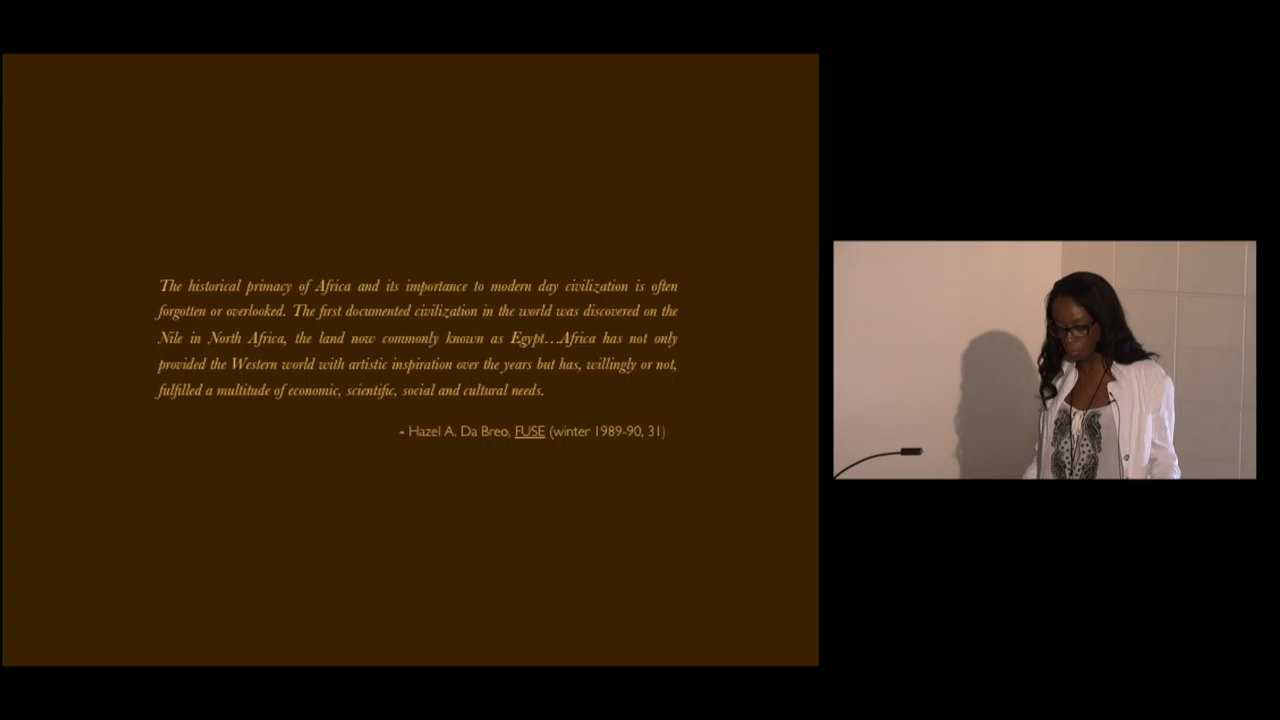 The historical primacy of Africa and its importance to modern day civilization is often
forgotten or overlooked. The first documented civilization in the world was discovered on the
Nile in North Africa, the land now commonly known as Egypt…Africa has not only
provided the Western world with artistic inspiration over the years but has, willingly or not,
fulfilled a multitude of economic, scientific, social and cultural needs.
- Hazel A. Da Breo, FUSE (winter 1989-90, 31)